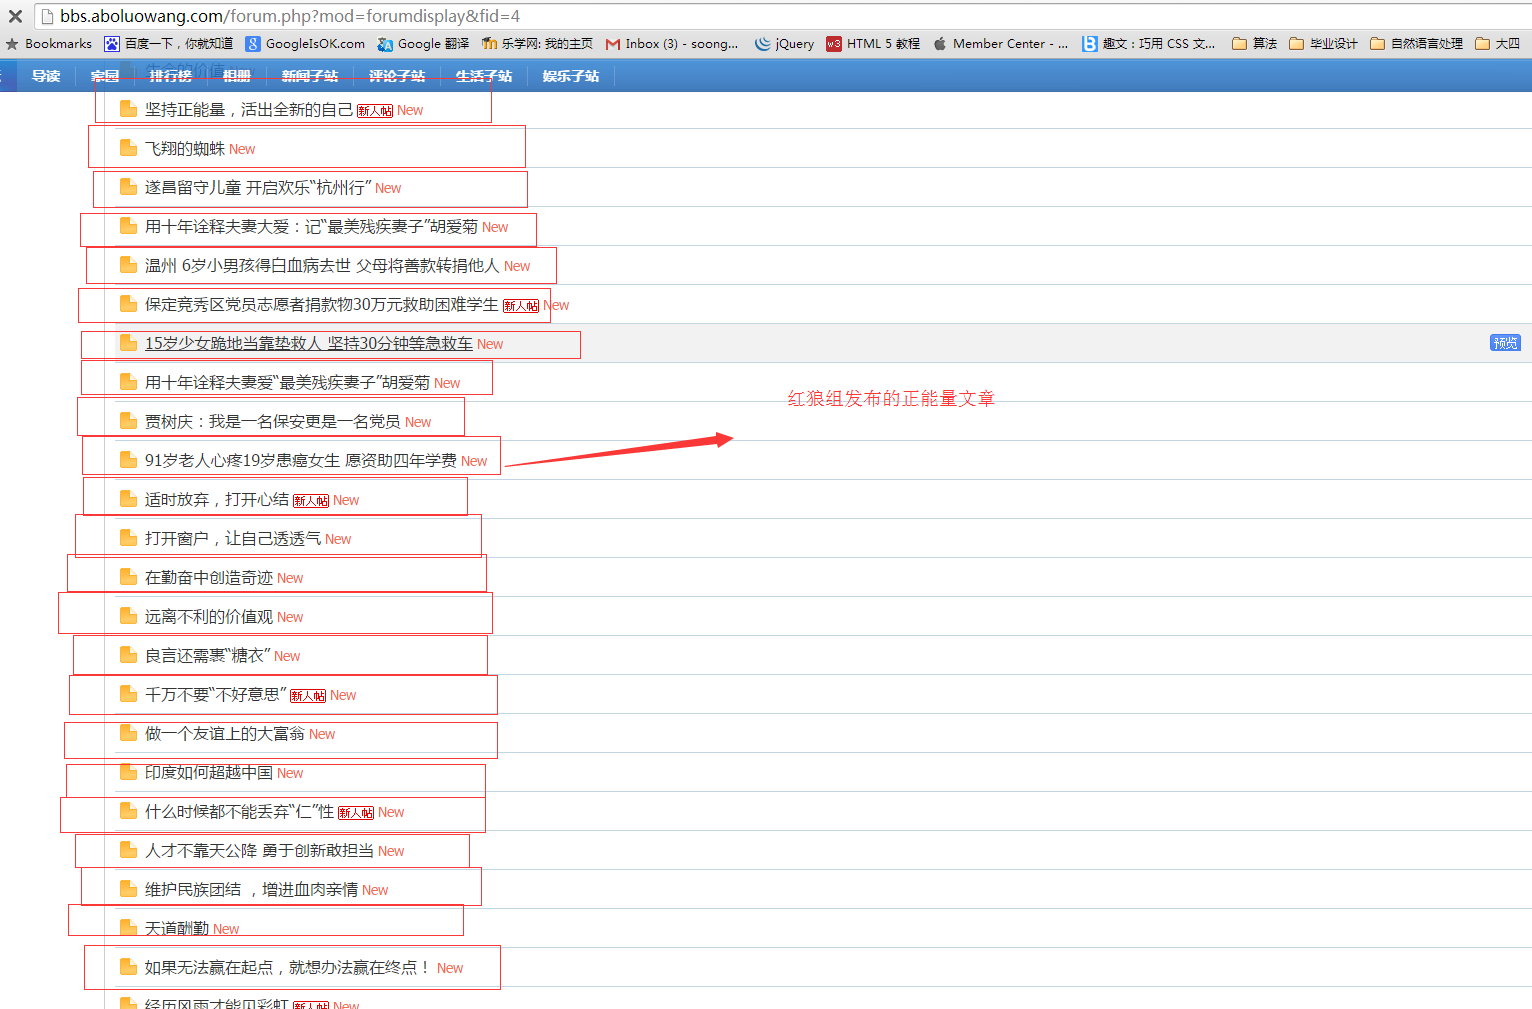 bbs.aboluowang.com/forum.php?mod=forumdisplay&fid=4
Bookmarks 百度一下，你就知道 GoogleIsOK.com Google 翻译 乐学网: 我的主页 Inbox (3) - soong... jQuery HTML 5 教程 Member Center - ... 趣文：巧用 CSS 文... 算法 毕业设计 自然语言处理 大四
导读 家园 排行榜 相册 新闻子站 评论子站 生活子站 娱乐子站
生命的价值
坚持正能量，活出全新的自己 新人帖 New
飞翔的蜘蛛 New
遂昌留守儿童 开启欢乐“杭州行” New
用十年诠释夫妻大爱：记“最美残疾妻子”胡爱菊 New
温州 6岁小男孩得白血病去世 父母将善款转捐他人 New
保定竞秀区党员志愿者捐款物30万元救助困难学生 新人帖 New
15岁少女跪地当靠垫救人 坚持30分钟等急救车 New 预览
用十年诠释夫妻爱“最美残疾妻子”胡爱菊 New
红狼组发布的正能量文章
贾树庆：我是一名保安更是一名党员 New
91岁老人心疼19岁患癌女生 愿资助四年学费 New
适时放弃，打开心结 新人帖 New
打开窗户，让自己透透气 New
在勤奋中创造奇迹 New
远离不利的价值观 New
良言还需裹“糖衣” New
千万不要“不好意思” 新人帖 New
做一个友谊上的大富翁 New
印度如何超越中国 New
什么时候都不能丢弃“仁”性 新人帖 New
人才不靠天公降 勇于创新敢担当 New
维护民族团结 ，增进血肉亲情 New
天道酬勤 New
如果无法赢在起点，就想办法赢在终点！ New
经历风雨才能见彩虹 新人帖 New